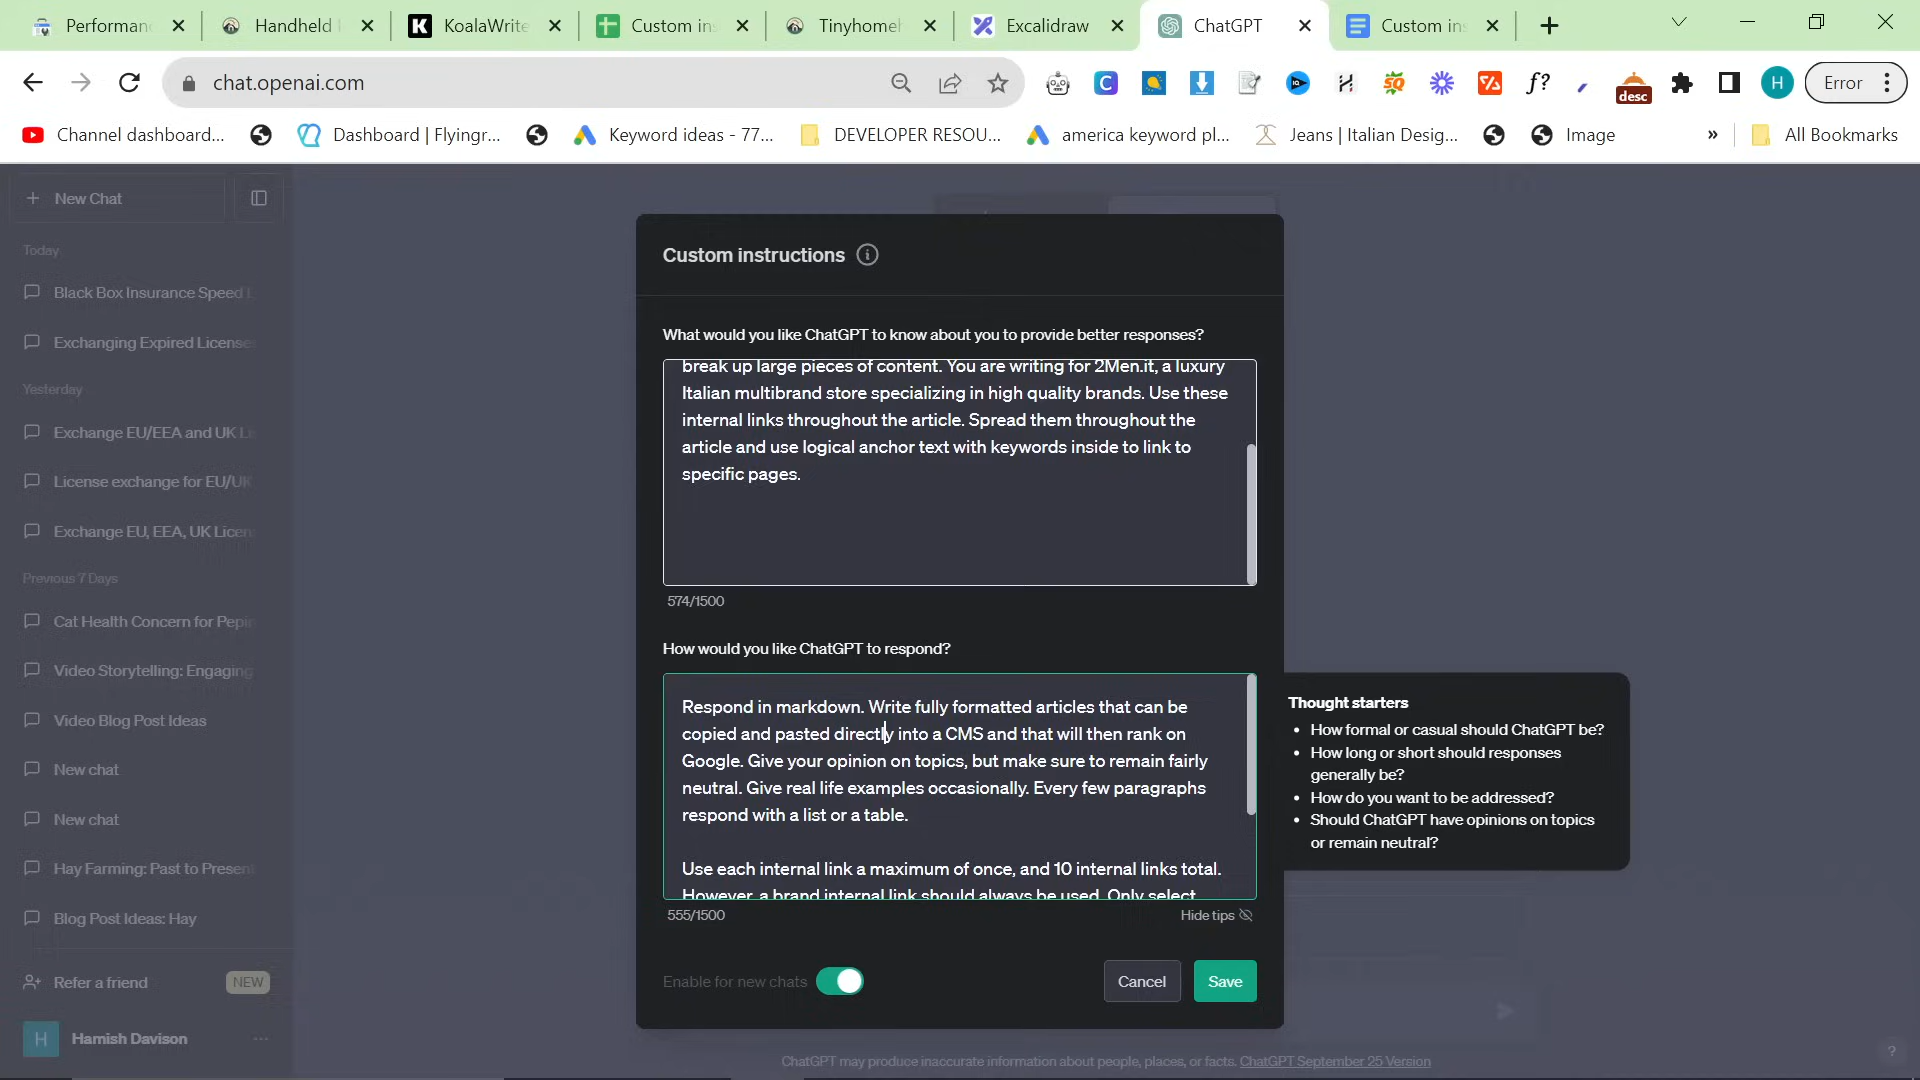 Performan
Handheld
KoalaWrite
Custom in
Tinyhome
Excalidraw
ChatGPT
Custom in
chat.openai.com
desc
H
Error
Channel dashboard...
Dashboard | Flyingr...
Keyword ideas - 77...
DEVELOPER RESOU...
america keyword pl...
Jeans | Italian Desig...
Image
»
All Bookmarks
New Chat
Today
Black Box Insurance Speed
Exchanging Expired License
Yesterday
Exchange EU/EEA and UK Li
License exchange for EU/UK
Exchange EU, EEA, UK Licen
Previous 7 Days
Cat Health Concern for Pepi
Video Storytelling: Engaging
Video Blog Post Ideas
New chat
New chat
Hay Farming: Past to Present
Blog Post Ideas: Hay
Refer a friend
NEW
H
Hamish Davison
...
Custom instructions
What would you like ChatGPT to know about you to provide better responses?
break up large pieces of content. You are writing for 2Men.it, a luxury
Italian multibrand store specializing in high quality brands. Use these
internal links throughout the article. Spread them throughout the
article and use logical anchor text with keywords inside to link to
specific pages.
574/1500
How would you like ChatGPT to respond?
Respond in markdown. Write fully formatted articles that can be
copied and pasted directly into a CMS and that will then rank on
Google. Give your opinion on topics, but make sure to remain fairly
neutral. Give real life examples occasionally. Every few paragraphs
respond with a list or a table.
Use each internal link a maximum of once, and 10 internal links total.
However, a brand internal link should always be used. Only select
555/1500
Hide tips
Enable for new chats
Cancel
Save
Thought starters
• How formal or casual should ChatGPT be?
• How long or short should responses
generally be?
• How do you want to be addressed?
• Should ChatGPT have opinions on topics
or remain neutral?
ChatGPT may produce inaccurate information about people, places, or facts. ChatGPT September 25 Version
?